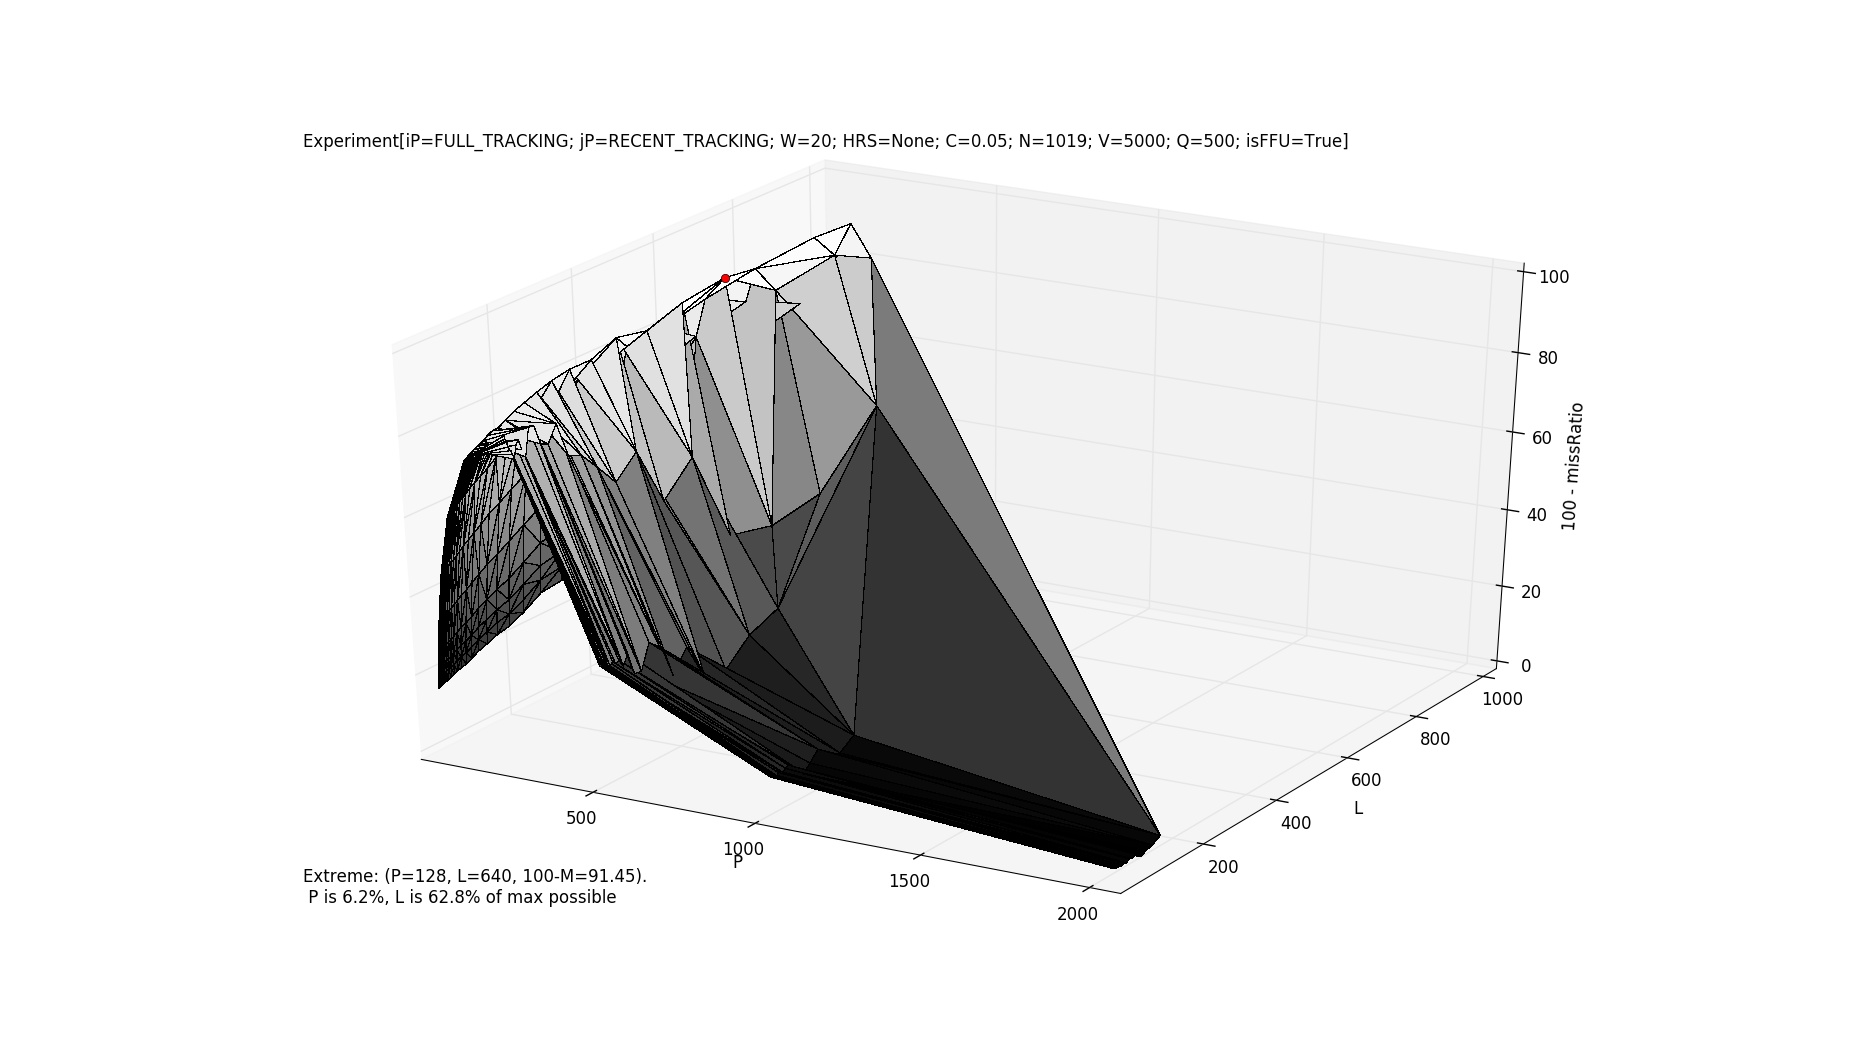 Experiment[iP=FULL_TRACKING; jP=RECENT_TRACKING; W=20; HRS=None; C=0.05; N=1019; V=5000; Q=500; isFFU=True]
100
80
60
40
20
0
100 - missRatio
1000
800
600
400
200
L
500
1000
1500
2000
P
Extreme: (P=128, L=640, 100-M=91.45).
P is 6.2%, L is 62.8% of max possible